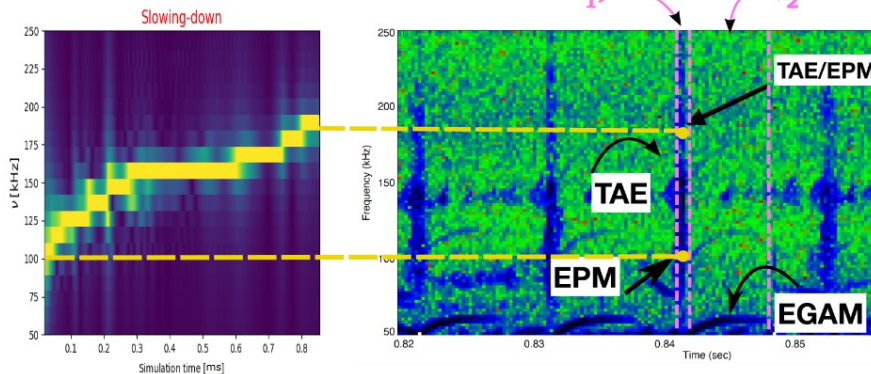 Slowing-down
ν [kHz]
250
225
200
175
150
125
100
75
50
0.1 0.2 0.3 0.4 0.5 0.6 0.7 0.8
Simulation time [ms]
1 2
Frequency (kHz)
250
200
150
100
50
TAE/EPM
TAE
EPM
EGAM
0.82 0.83 0.84 0.85
Time (sec)